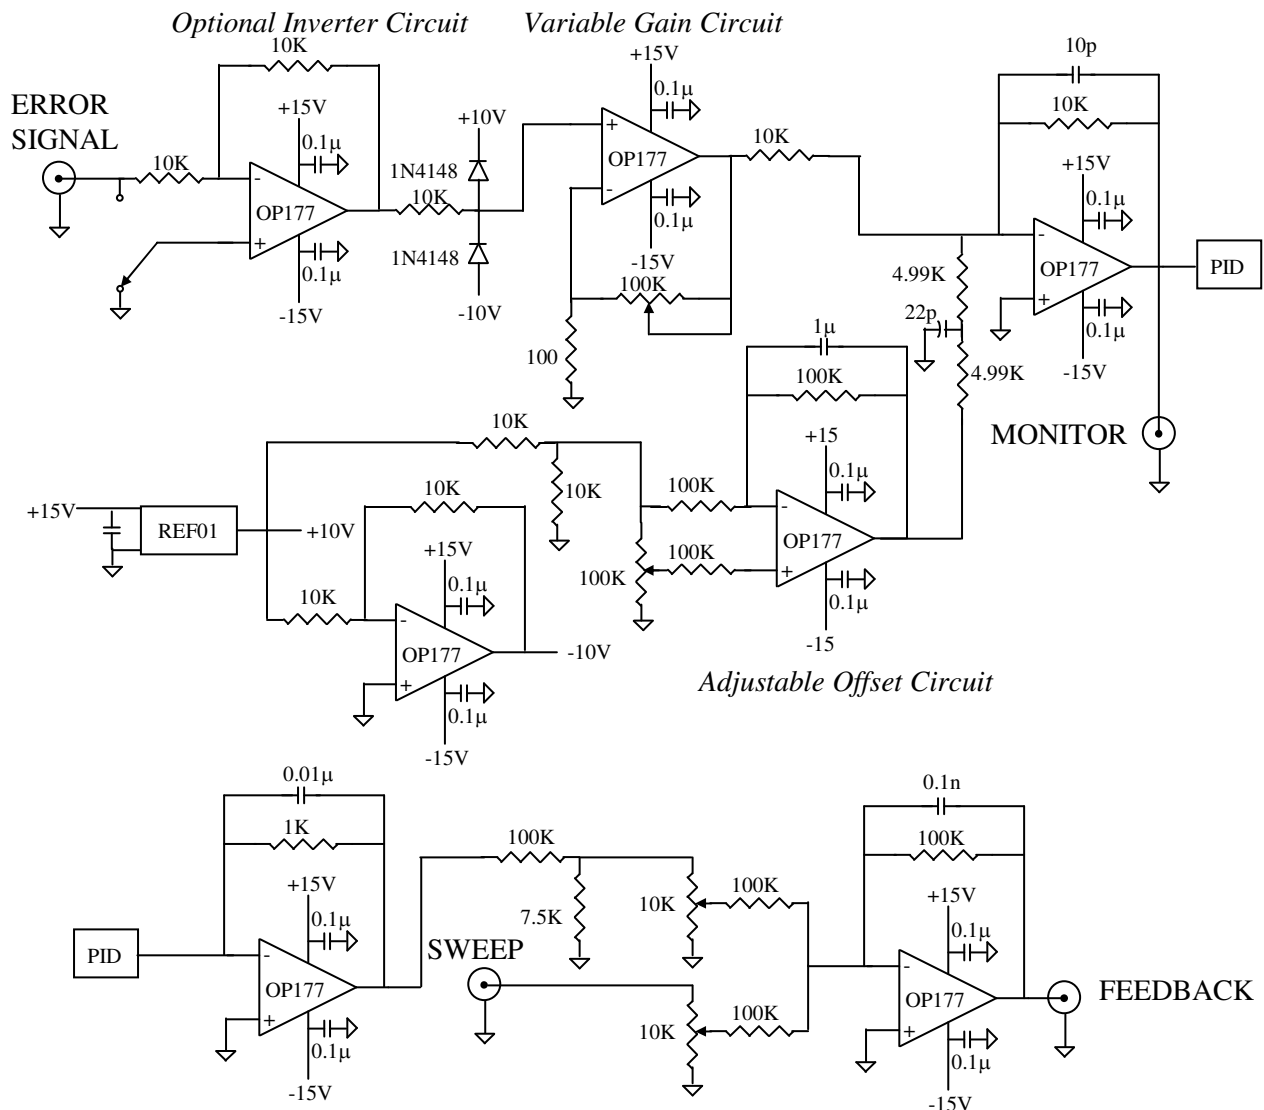 Optional Inverter Circuit
Variable Gain Circuit
10K
+15V
10p
ERROR
SIGNAL
+15V
0.1μ
+10V
0.1μ
10K
10K
10K
-
OP177
+
0.1μ
-15V
1N4148
10K
1N4148
-10V
+
OP177
-
0.1μ
-15V
100K
100
+15V
0.1μ
-
OP177
+
0.1μ
-15V
PID
4.99K
22p
4.99K
1μ
100K
MONITOR
10K
10K
+15
0.1μ
100K
-
OP177
100K
+
0.1μ
-15
100K
+15V
REF01
+10V
10K
+15V
0.1μ
10K
-
OP177
+
0.1μ
-15V
-10V
Adjustable Offset Circuit
0.01μ
1K
+15V
0.1μ
PID
-
OP177
+
0.1μ
-15V
100K
7.5K
10K
100K
SWEEP
10K
100K
0.1n
100K
+15V
0.1μ
-
OP177
+
0.1μ
-15V
FEEDBACK